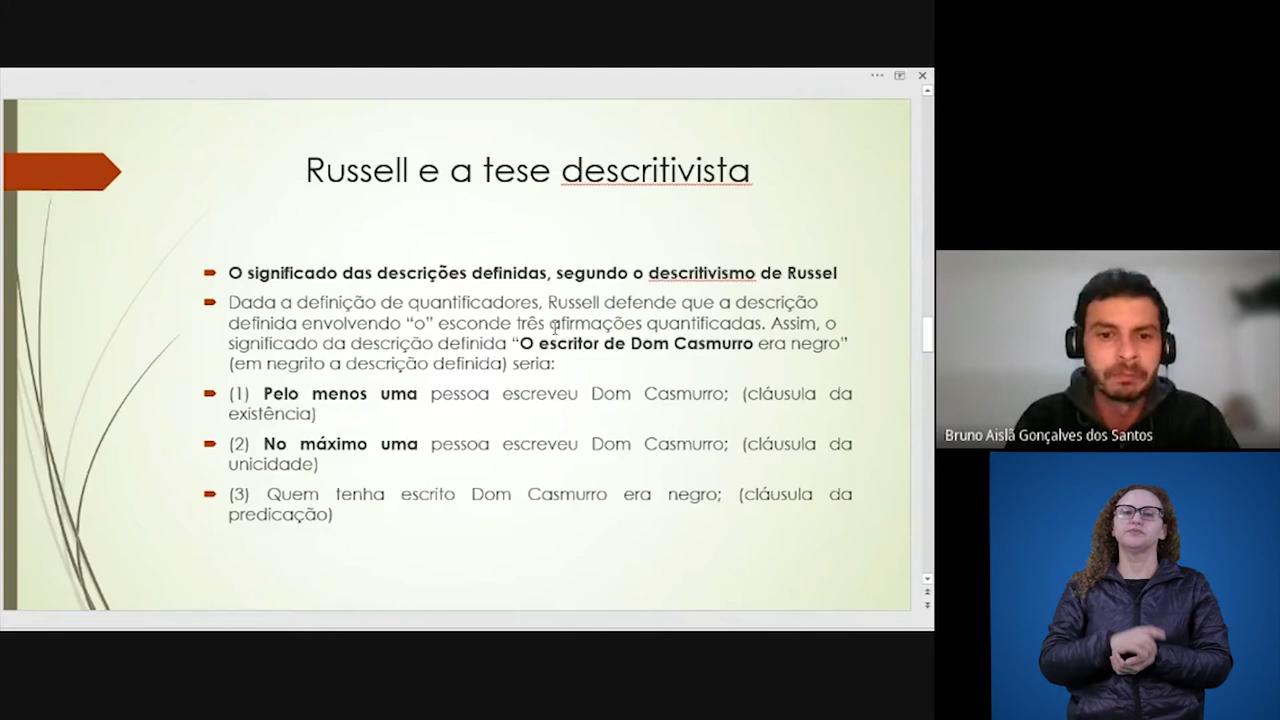 Russell e a tese descritivista
O significado das descrições definidas, segundo o descritivismo de Russel
Dada a definição de quantificadores, Russell defende que a descrição
definida envolvendo “o” esconde três afirmações quantificadas. Assim, o
significado da descrição definida “O escritor de Dom Casmurro era negro”
(em negrito a descrição definida) seria:
(1) Pelo menos uma pessoa escreveu Dom Casmurro; (cláusula da
existência)
(2) No máximo uma pessoa escreveu Dom Casmurro; (cláusula da
unicidade)
(3) Quem tenha escrito Dom Casmurro era negro; (cláusula da
predicação)
Bruno Aislã Gonçalves dos Santos